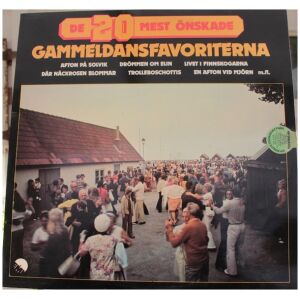 DE 20 MEST ÖNSKADE
GAMMELDANSFAVORITERNA
AFTON PÅ SOLVIK DRÖMMEN OM ELIN LIVET I FINNSKOGARNA
DÄR NÄCKROSEN BLOMMAR TROLLEBOSCHOTTIS EN AFTON VID MJÖRN m.fl.